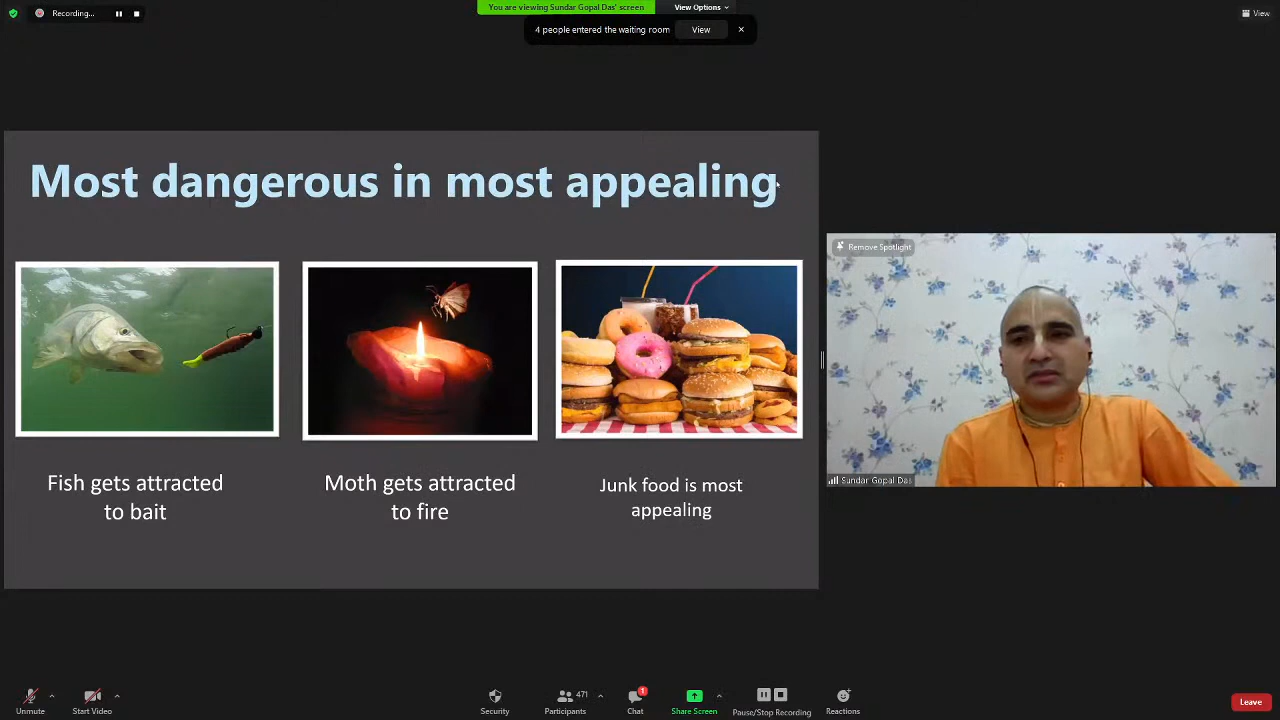 Recording...
You are viewing Sundar Gopal Das' screen
View Options
View
4 people entered the waiting room
View
Most dangerous in most appealing
Remove Spotlight
Fish gets attracted
to bait
Moth gets attracted
to fire
Junk food is most
appealing
Sundar Gopal Das
Unmute
Start Video
Security
471
Participants
1
Chat
Share Screen
Pause/Stop Recording
Reactions
Leave